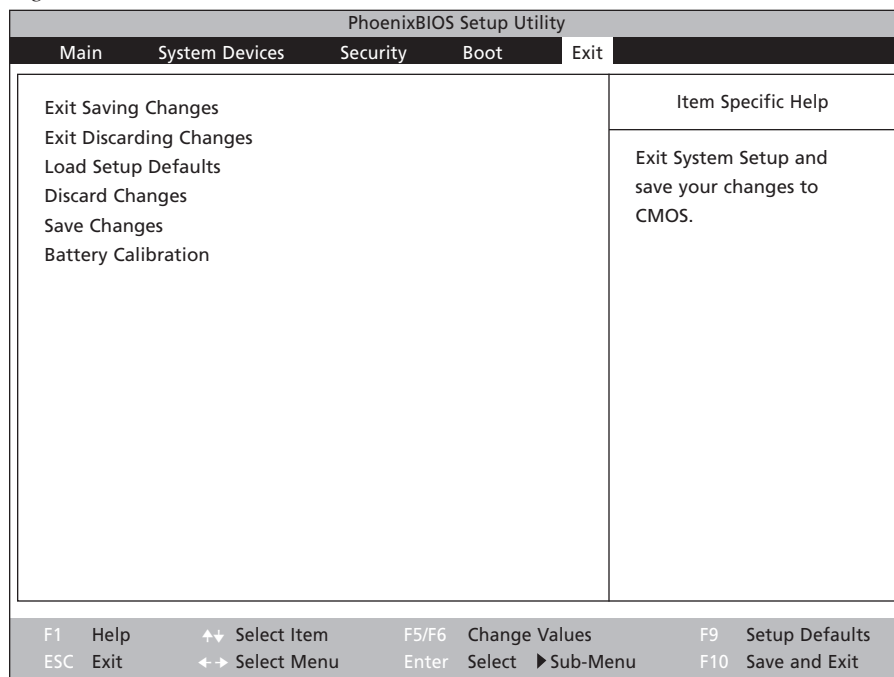 PhoenixBIOS Setup Utility
Main System Devices Security Boot Exit
Exit Saving Changes
Exit Discarding Changes
Load Setup Defaults
Discard Changes
Save Changes
Battery Calibration
Item Specific Help
Exit System Setup and
save your changes to
CMOS.
F1 Help Select Item F5/F6 Change Values F9 Setup Defaults
ESC Exit Select Menu Enter Select Sub-Menu F10 Save and Exit